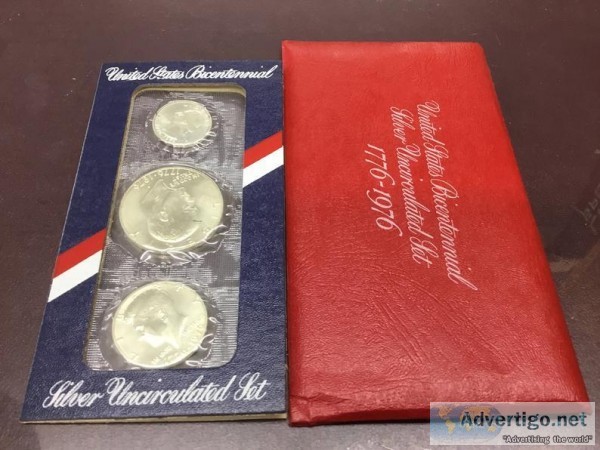 United States Bicentennial
Silver Uncirculated Set
United States Bicentennial
Silver Uncirculated Set
1776-1976
Advertigo.net
"Advertising the world"